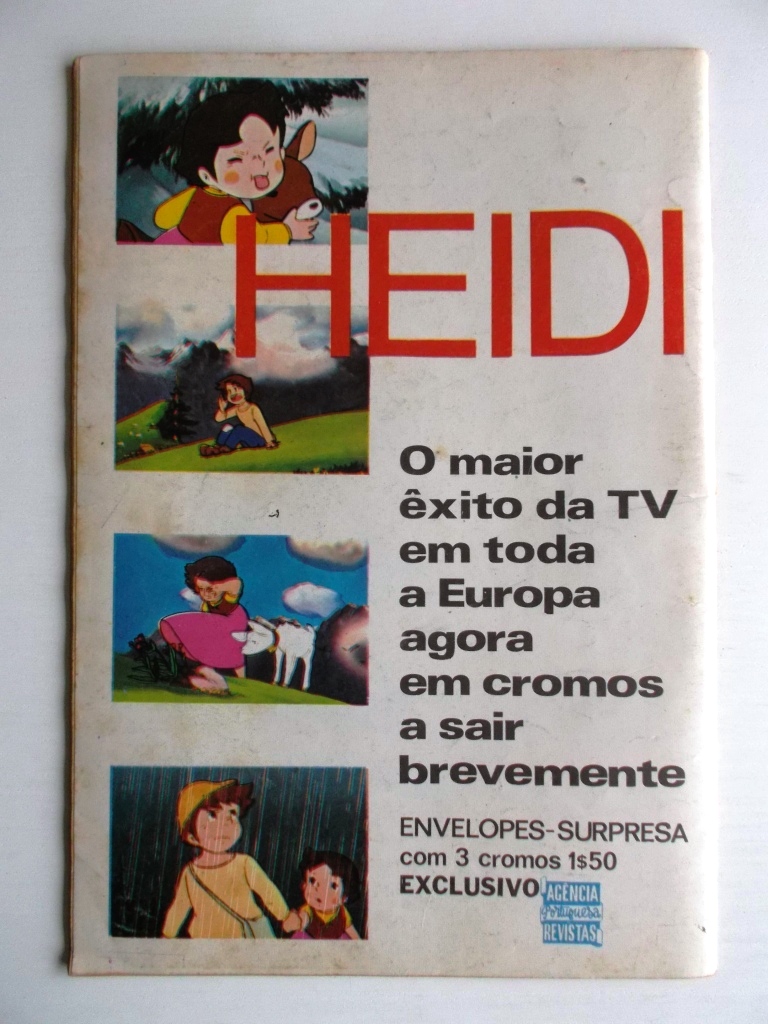 HEIDI
O maior
êxito da TV
em toda
a Europa
agora
em cromos
a sair
brevemente
ENVELOPES-SURPRESA
com 3 cromos 1$50
EXCLUSIVO
AGÊNCIA
portuguesa
REVISTAS